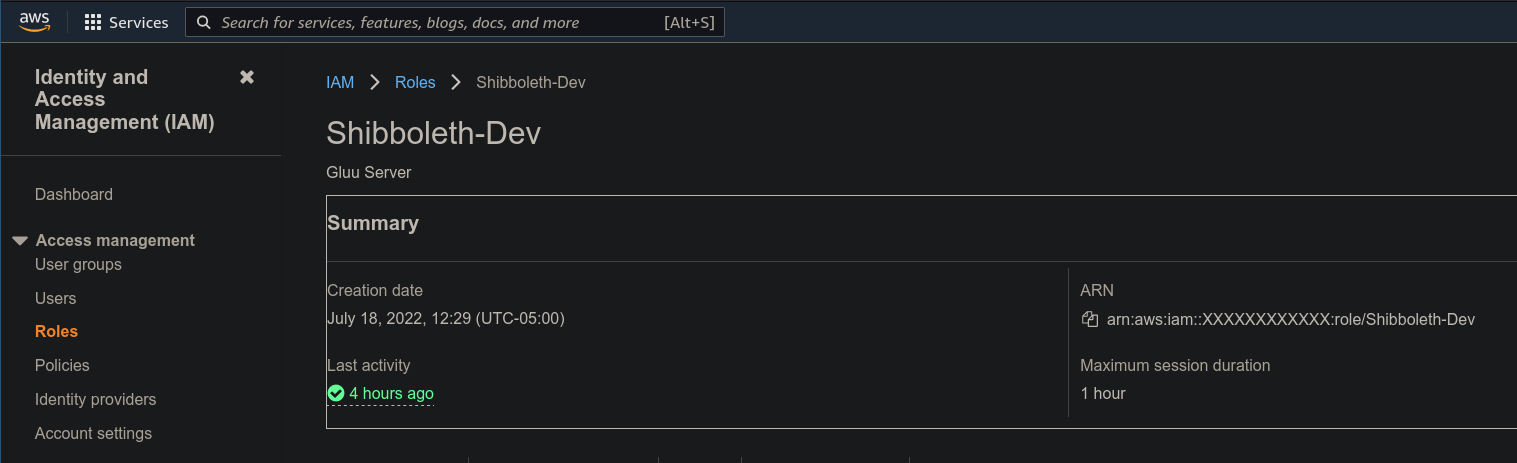 aws
Services
Search for services, features, blogs, docs, and more
[Alt+S]
Identity and
Access
Management (IAM)
Dashboard
Access management
User groups
Users
Roles
Policies
Identity providers
Account settings
IAM > Roles > Shibboleth-Dev
Shibboleth-Dev
Gluu Server
Summary
Creation date
July 18, 2022, 12:29 (UTC-05:00)
Last activity
4 hours ago
ARN
arn:aws:iam::XXXXXXXXXXXX:role/Shibboleth-Dev
Maximum session duration
1 hour